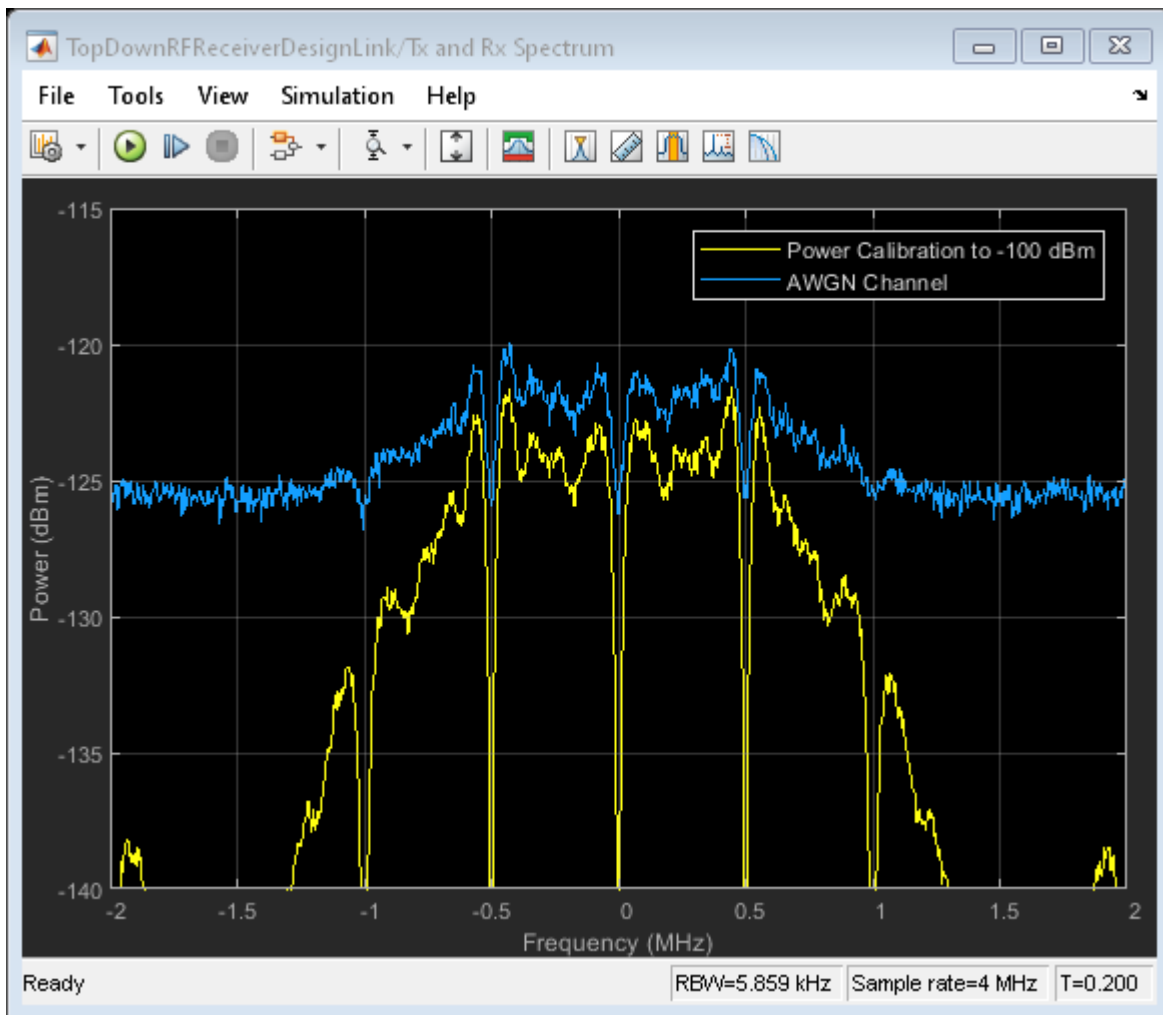 TopDownRFReceiverDesignLink/Tx and Rx Spectrum
File Tools View Simulation Help
-115
Power Calibration to -100 dBm
AWGN Channel
-120
-125
-130
-135
-140
Power (dBm)
-2 -1.5 -1 -0.5 0 0.5 1 1.5 2
Frequency (MHz)
Ready RBW=5.859 kHz Sample rate=4 MHz T=0.200